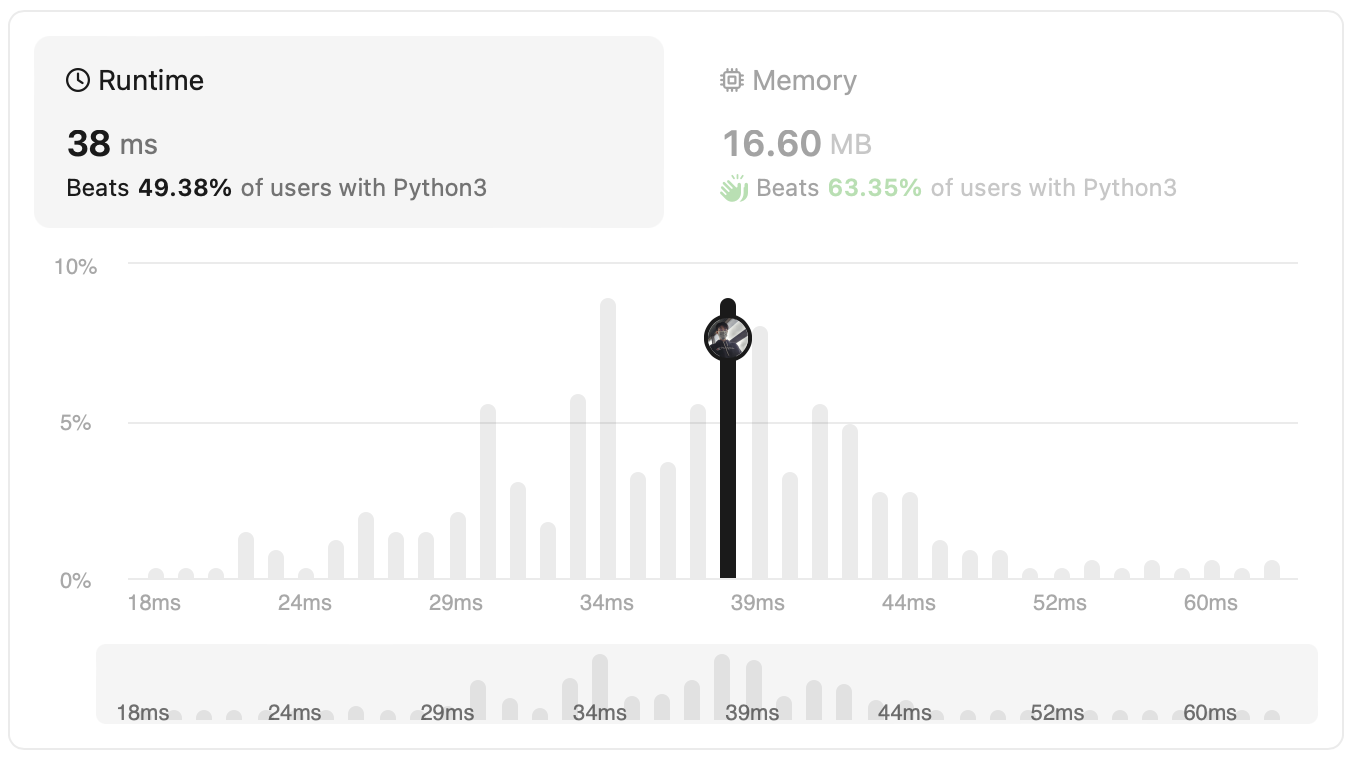 Runtime
38 ms
Beats 49.38% of users with Python3
Memory
16.60 MB
Beats 63.35% of users with Python3
10%
5%
0%
18ms 24ms 29ms 34ms 39ms 44ms 52ms 60ms
18ms 24ms 29ms 34ms 39ms 44ms 52ms 60ms